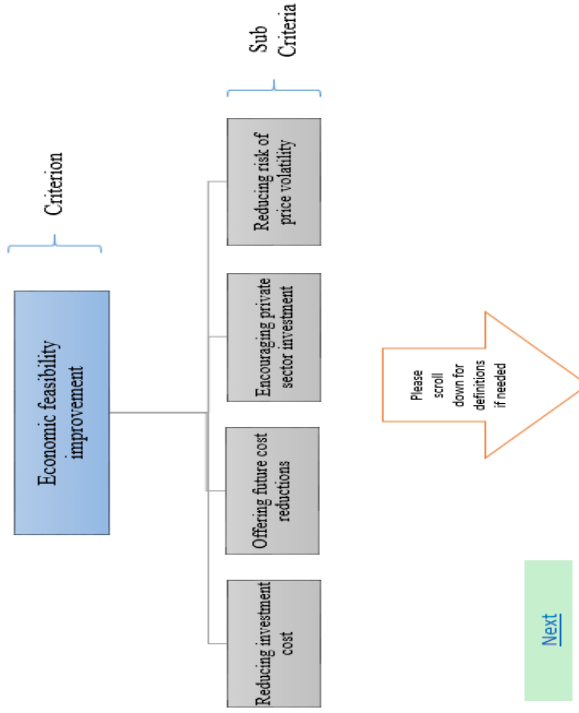 Economic feasibility
improvement
Criterion
Reducing investment
cost
Offering future cost
reductions
Encouraging private
sector investment
Reducing risk of
price volatility
Sub
Criteria
Please
scroll
down for
definitions
if needed
Next